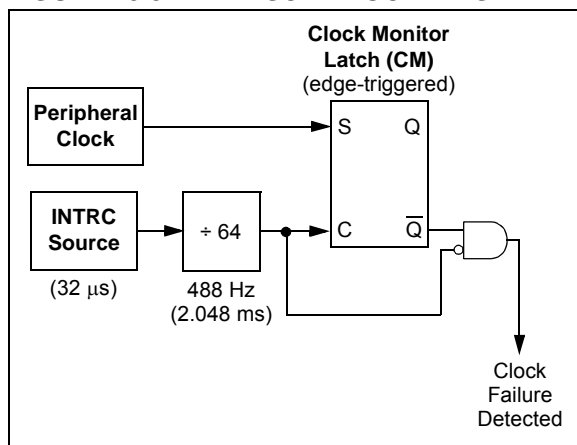 Clock Monitor
Latch (CM)
(edge-triggered)
Peripheral
Clock
S
Q
INTRC
Source
÷ 64
C
Q
(32 μs)
488 Hz
(2.048 ms)
Clock
Failure
Detected